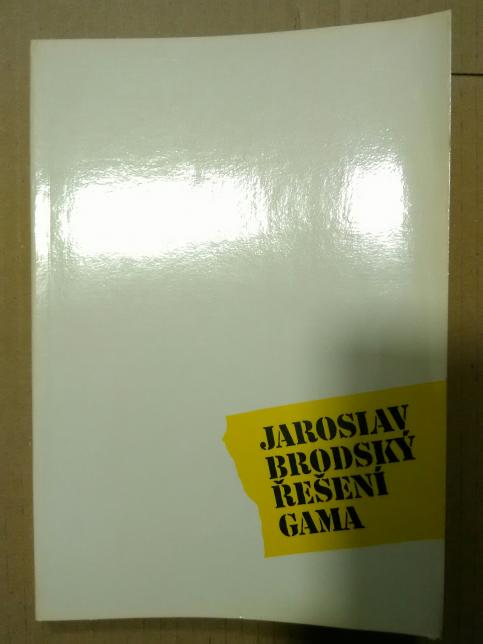 JAROSLAV
BRODSKÝ
ŘEŠENÍ
GAMA